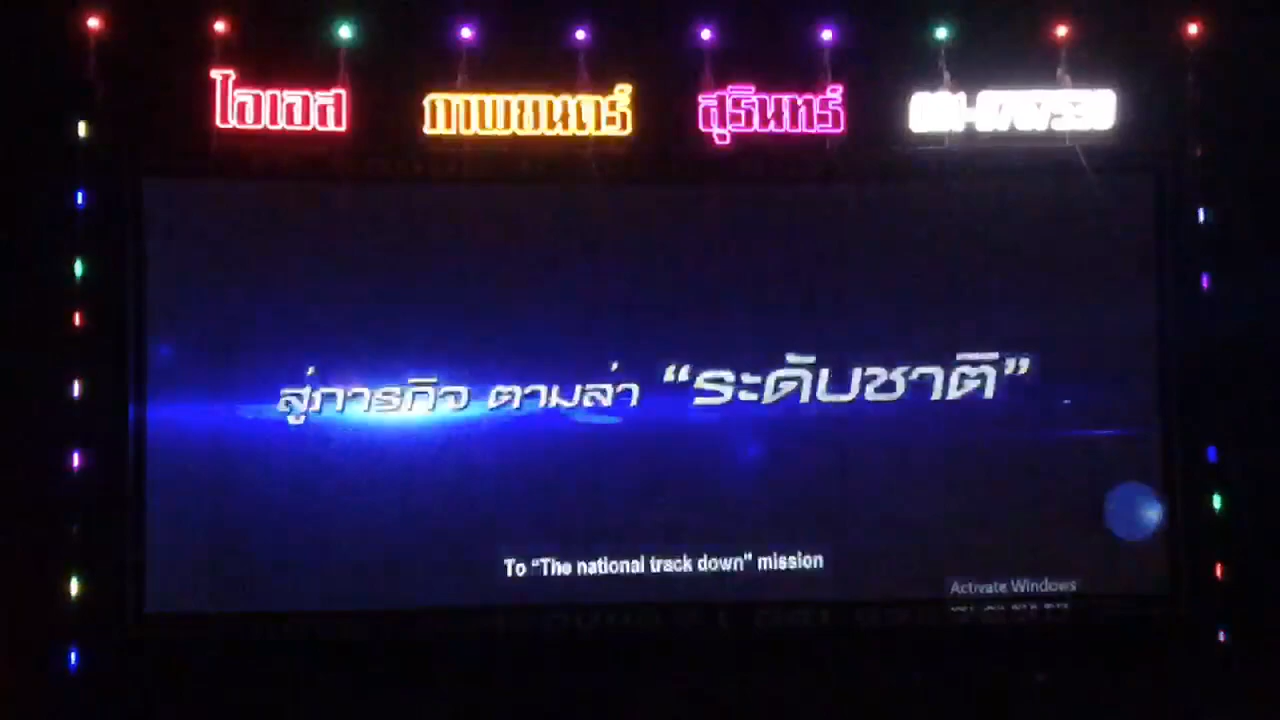 ไอเอส ภาพยนตร์ สุรินทร์
สู่ภารกิจ ตามล่า “ระดับชาติ”
To “The national track down” mission
Activate Windows